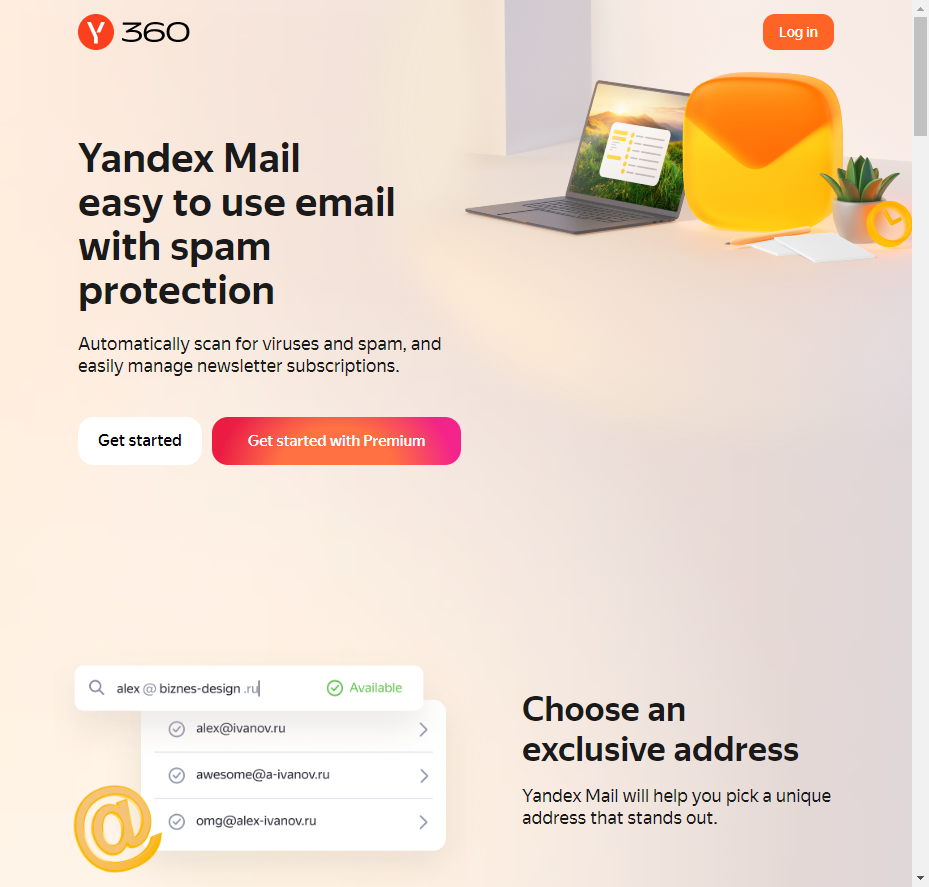 Y 360
Log in
Yandex Mail
easy to use email
with spam
protection
Automatically scan for viruses and spam, and
easily manage newsletter subscriptions.
Get started
Get started with Premium
alex @ biznes-design .ru
Available
alex@ivanov.ru
awesome@a-ivanov.ru
omg@alex-ivanov.ru
@
Choose an
exclusive address
Yandex Mail will help you pick a unique
address that stands out.